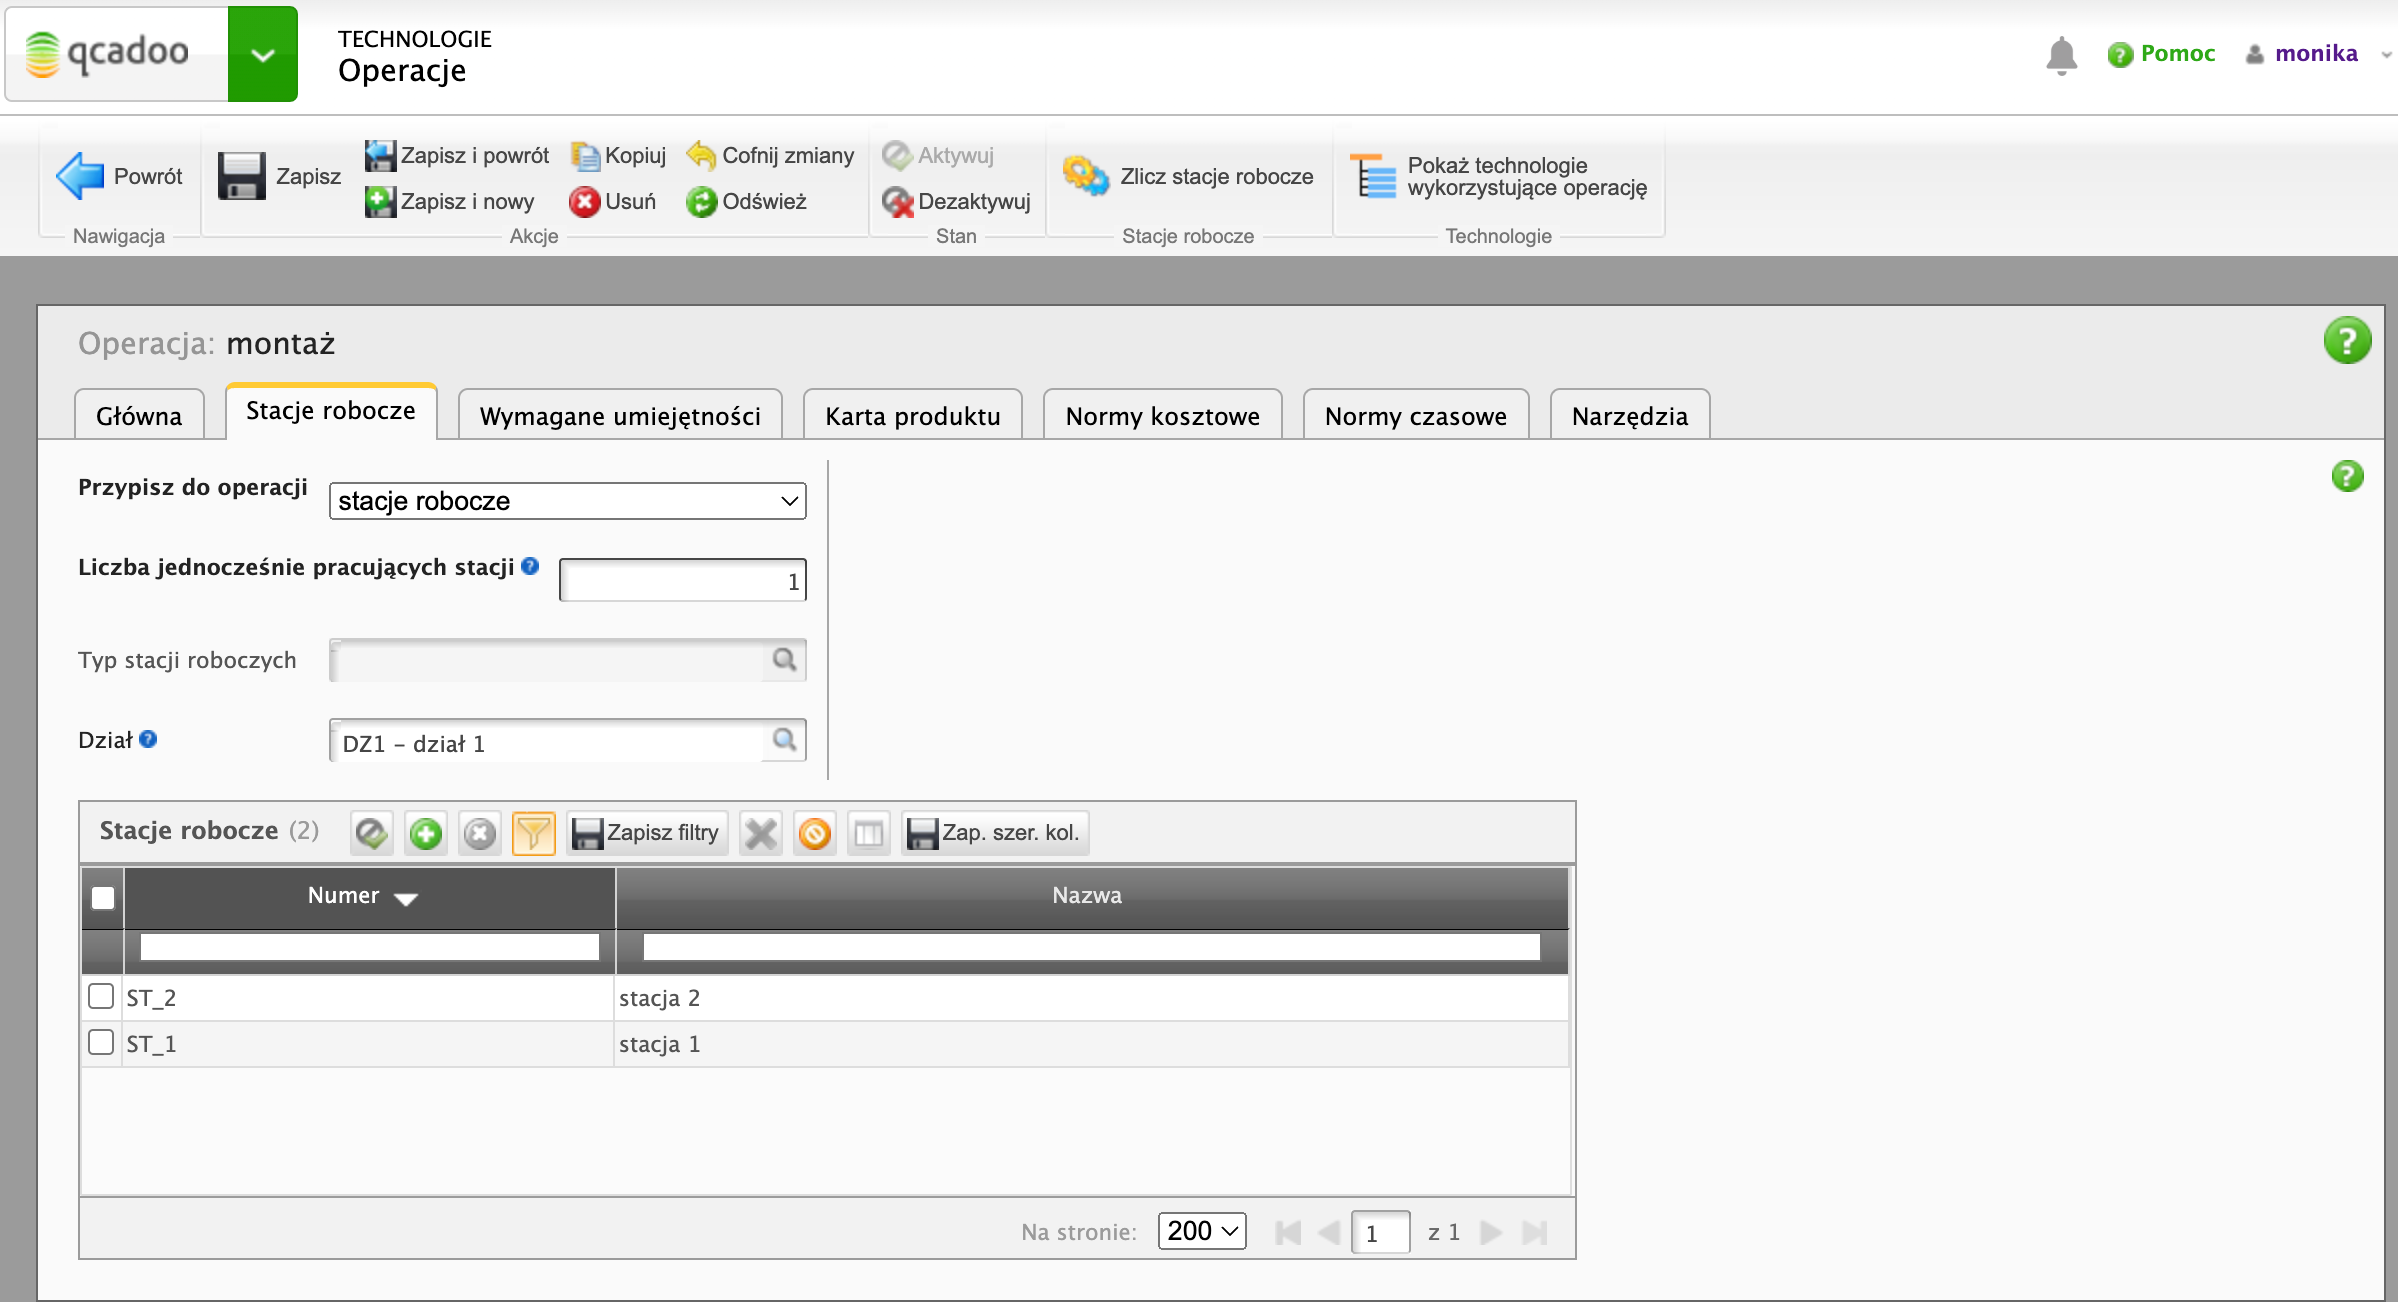 qcadoo
TECHNOLOGIE
Operacje
Pomoc
monika
Powrót
Nawigacja
Zapisz
Zapisz i powrót
Kopiuj
Cofnij zmiany
Zapisz i nowy
Usuń
Odśwież
Akcje
Aktywuj
Dezaktywuj
Stan
Zlicz stacje robocze
Stacje robocze
Pokaż technologie
wykorzystujące operację
Technologie
Operacja: montaż
Główna
Stacje robocze
Wymagane umiejętności
Karta produktu
Normy kosztowe
Normy czasowe
Narzędzia
Przypisz do operacji
stacje robocze
Liczba jednocześnie pracujących stacji
1
Typ stacji roboczych
Dział
DZ1 - dział 1
Stacje robocze (2)
Zapisz filtry
Zap. szer. kol.
Numer
Nazwa
ST_2
stacja 2
ST_1
stacja 1
Na stronie:
200
1
z 1